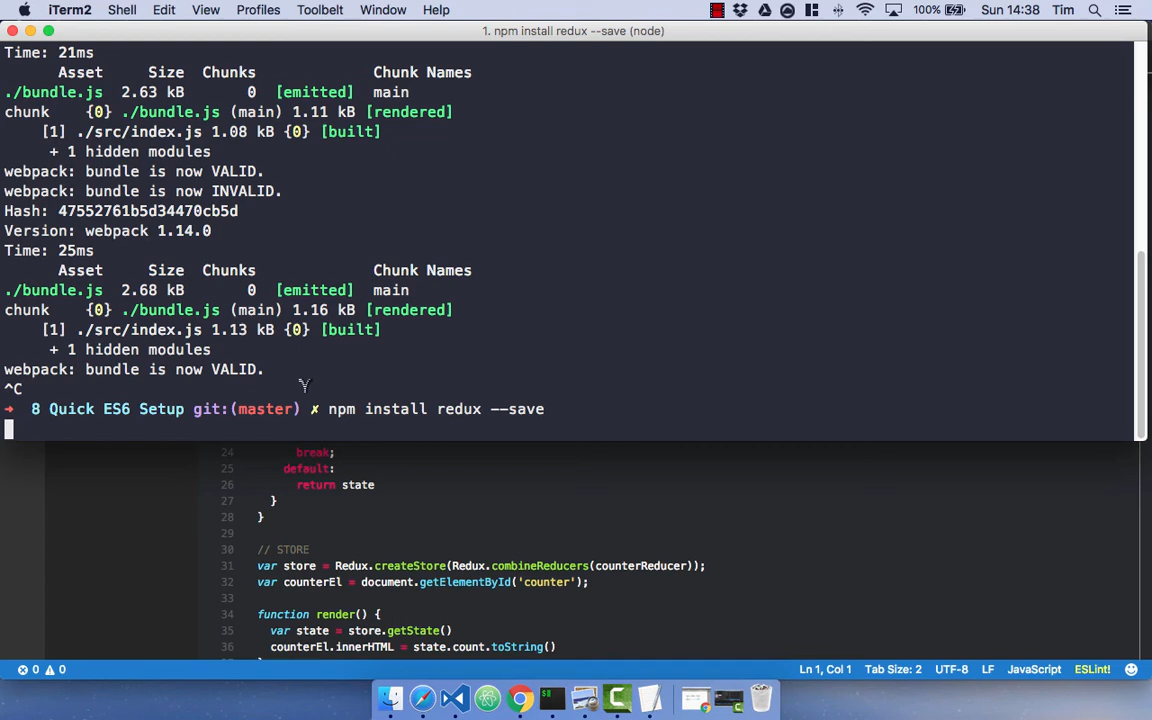 iTerm2 Shell Edit View Profiles Toolbelt Window Help 100% Sun 14:38 Tim
1. npm install redux --save (node)
Time: 21ms
Asset Size Chunks Chunk Names
./bundle.js 2.63 kB 0 [emitted] main
chunk {0} ./bundle.js (main) 1.11 kB [rendered]
[1] ./src/index.js 1.08 kB {0} [built]
+ 1 hidden modules
webpack: bundle is now VALID.
webpack: bundle is now INVALID.
Hash: 47552761b5d34470cb5d
Version: webpack 1.14.0
Time: 25ms
Asset Size Chunks Chunk Names
./bundle.js 2.68 kB 0 [emitted] main
chunk {0} ./bundle.js (main) 1.16 kB [rendered]
[1] ./src/index.js 1.13 kB {0} [built]
+ 1 hidden modules
webpack: bundle is now VALID.
^C
➜ 8 Quick ES6 Setup git:(master) ✗ npm install redux --save
24 break;
25 default:
26 return state
27 }
28 }
29
30 // STORE
31 var store = Redux.createStore(Redux.combineReducers(counterReducer));
32 var counterEl = document.getElementById('counter');
33
34 function render() {
35 var state = store.getState()
36 counterEl.innerHTML = state.count.toString()
0 0 Ln 1, Col 1 Tab Size: 2 UTF-8 LF JavaScript ESLint!